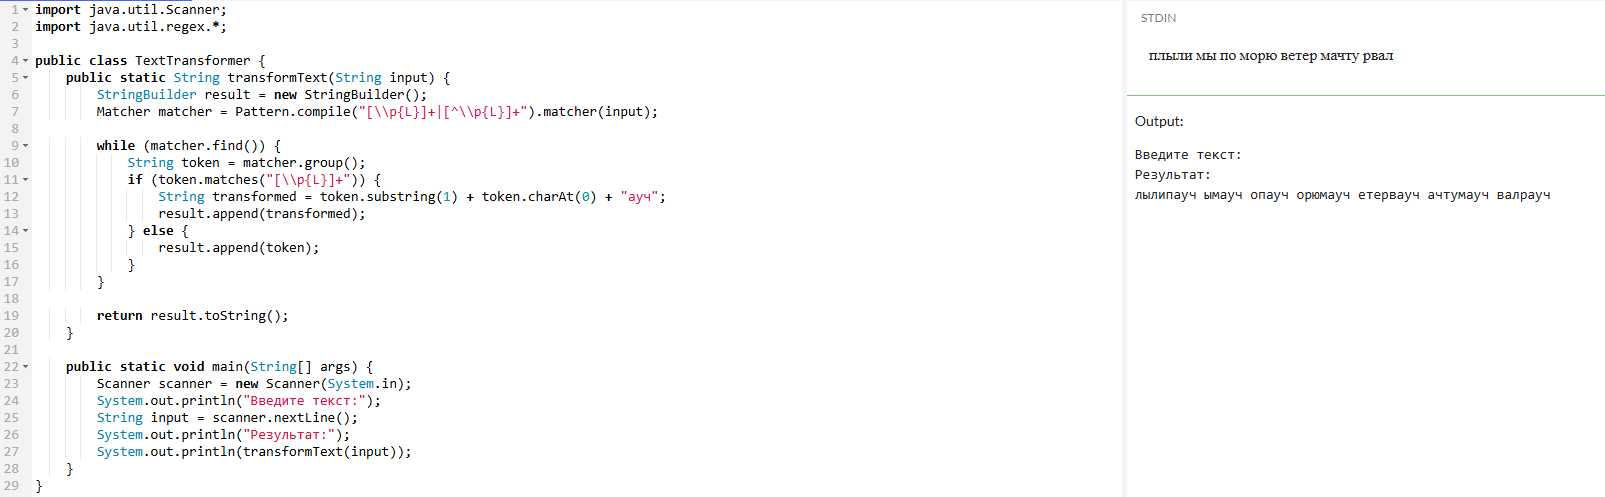 1 import java.util.Scanner;
2 import java.util.regex.*;
3
4 public class TextTransformer {
5     public static String transformText(String input) {
6         StringBuilder result = new StringBuilder();
7         Matcher matcher = Pattern.compile("[\\p{L}]+|[^\\p{L}]+").matcher(input);
8
9         while (matcher.find()) {
10             String token = matcher.group();
11             if (token.matches("[\\p{L}]+")) {
12                 String transformed = token.substring(1) + token.charAt(0) + "ауч";
13                 result.append(transformed);
14             } else {
15                 result.append(token);
16             }
17         }
18
19         return result.toString();
20     }
21
22     public static void main(String[] args) {
23         Scanner scanner = new Scanner(System.in);
24         System.out.println("Введите текст:");
25         String input = scanner.nextLine();
26         System.out.println("Результат:");
27         System.out.println(transformText(input));
28     }
29 }
STDIN
плыли мы по морю ветер мачту рвал
Output:
Введите текст:
Результат:
лылипауч ымауч опауч орюмауч етервауч ачтумауч валрауч